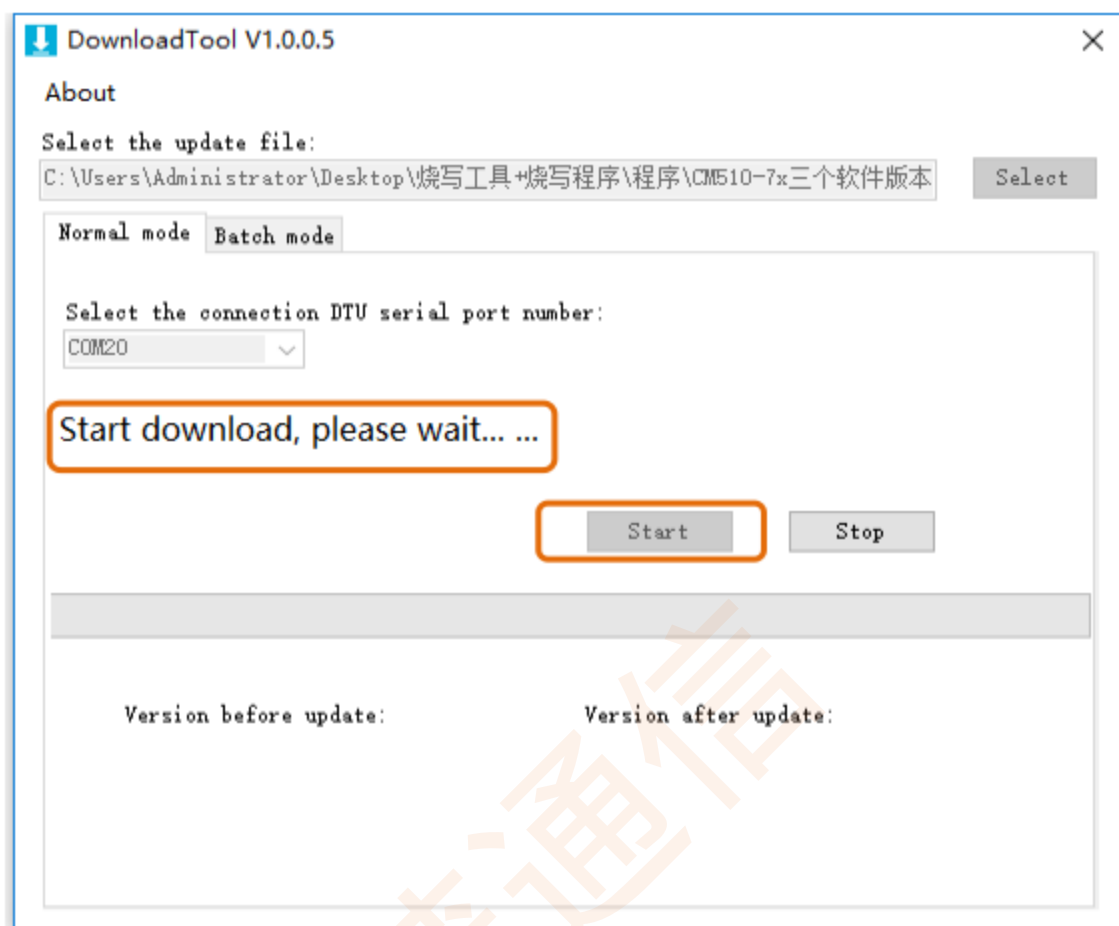 DownloadTool V1.0.0.5
About
Select the update file:
C:\Users\Administrator\Desktop\烧写工具+烧写程序\程序\CM510-7x三个软件版本
Select
Normal mode
Batch mode
Select the connection DTU serial port number:
COM20
Start download, please wait... ...
Start
Stop
Version before update:
Version after update:
通信